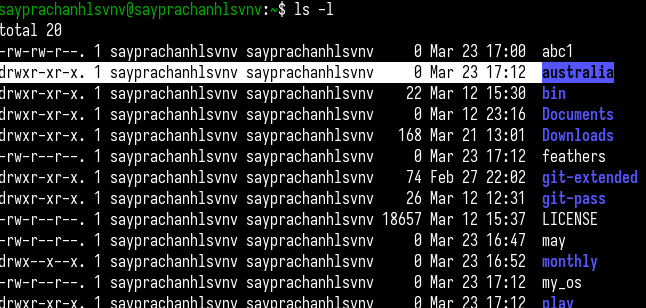 sayprachanhlsvnv@sayprachanhlsvnv:~$ ls -l
total 20
-rw-rw-r--. 1 sayprachanhlsvnv sayprachanhlsvnv 0 Mar 23 17:00 abc1
drwxr-xr-x. 1 sayprachanhlsvnv sayprachanhlsvnv 0 Mar 23 17:12 australia
drwxr-xr-x. 1 sayprachanhlsvnv sayprachanhlsvnv 22 Mar 12 15:30 bin
drwxr-xr-x. 1 sayprachanhlsvnv sayprachanhlsvnv 0 Mar 12 23:16 Documents
drwxr-xr-x. 1 sayprachanhlsvnv sayprachanhlsvnv 168 Mar 21 13:01 Downloads
-rw-r--r--. 1 sayprachanhlsvnv sayprachanhlsvnv 0 Mar 23 17:12 feathers
drwxr-xr-x. 1 sayprachanhlsvnv sayprachanhlsvnv 74 Feb 27 22:02 git-extended
drwxr-xr-x. 1 sayprachanhlsvnv sayprachanhlsvnv 26 Mar 12 12:31 git-pass
-rw-r--r--. 1 sayprachanhlsvnv sayprachanhlsvnv 18657 Mar 12 15:37 LICENSE
-rw-r--r--. 1 sayprachanhlsvnv sayprachanhlsvnv 0 Mar 23 16:47 may
drwx--x--x. 1 sayprachanhlsvnv sayprachanhlsvnv 0 Mar 23 16:52 monthly
-rw-r--r--. 1 sayprachanhlsvnv sayprachanhlsvnv 0 Mar 23 17:12 my_os
drwxr-xr-x. 1 sayprachanhlsvnv sayprachanhlsvnv 0 Mar 23 17:12 play